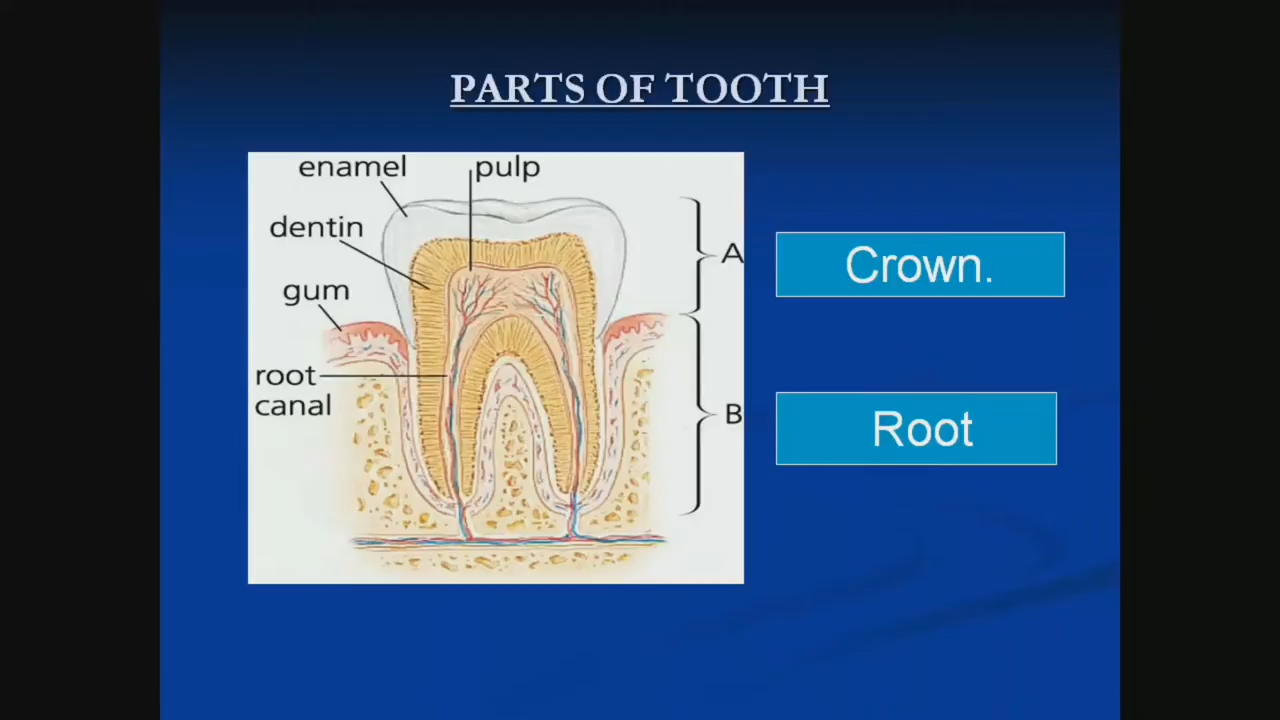 PARTS OF TOOTH
enamel
pulp
dentin
gum
root
canal
A
B
Crown.
Root